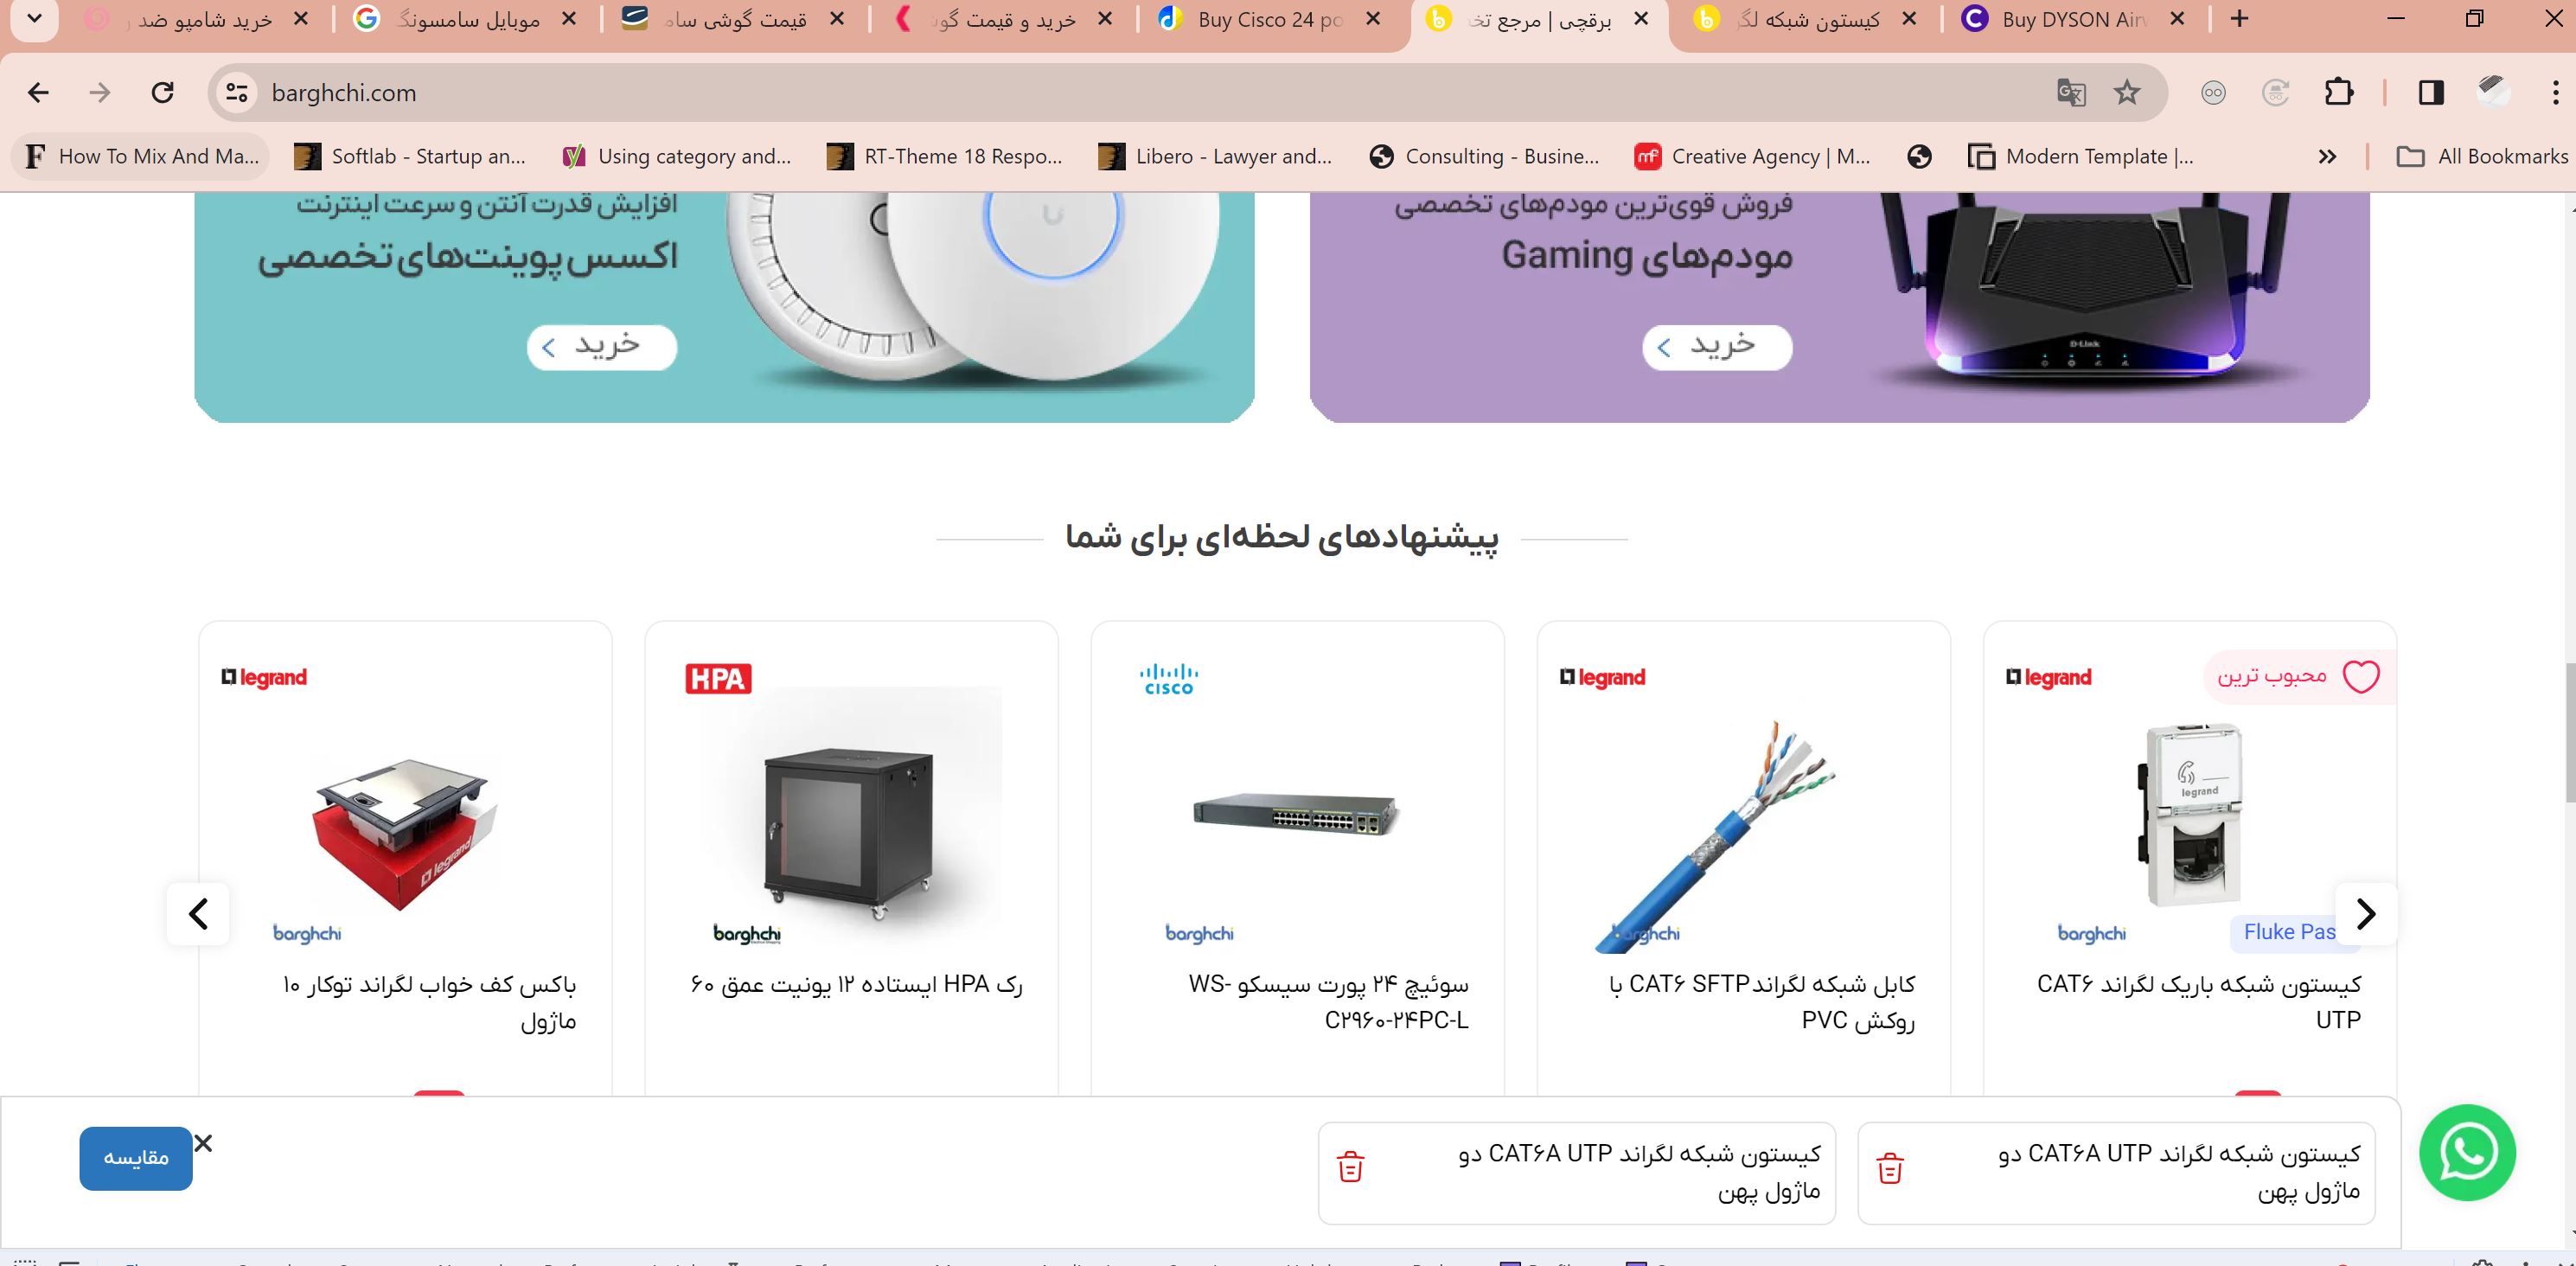 خرید شامپو ضد
موبایل سامسونگ
قیمت گوشی سام
خرید و قیمت گو
Buy Cisco 24 po
برقچی | مرجع تخ
کیستون شبکه لگر
Buy DYSON Air
barghchi.com
How To Mix And Ma...
Softlab - Startup an...
Using category and...
RT-Theme 18 Respo...
Libero - Lawyer and...
Consulting - Busine...
Creative Agency | M...
Modern Template |...
All Bookmarks
فروش قوی‌ترین مودم‌های تخصصی
مودم‌های Gaming
خرید
D-Link
افزایش قدرت آنتن و سرعت اینترنت
اکسس پوینت‌های تخصصی
خرید
پیشنهادهای لحظه‌ای برای شما
محبوب ترین
legrand
legrand
barghchi
Fluke Pas
کیستون شبکه باریک لگراند CAT۶
UTP
legrand
barghchi
کابل شبکه لگراندCAT۶ SFTP با
روکش PVC
CISCO
barghchi
سوئیچ ۲۴ پورت سیسکو WS-
C۲۹۶۰-۲۴PC-L
HPA
barghchi
رک HPA ایستاده ۱۲ یونیت عمق ۶۰
legrand
legrand
barghchi
باکس کف خواب لگراند توکار ۱۰
ماژول
کیستون شبکه لگراند CAT۶A UTP دو
ماژول پهن
کیستون شبکه لگراند CAT۶A UTP دو
ماژول پهن
مقایسه